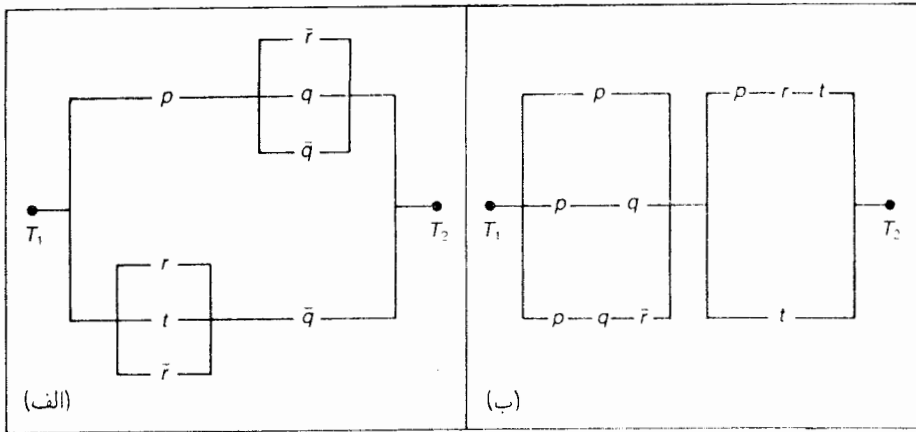 r̄
p q
q̄
T₁ T₂
r
t q̄
r̄
(الف)
p p r t
p q
T₁ T₂
p q r̄ t
(ب)